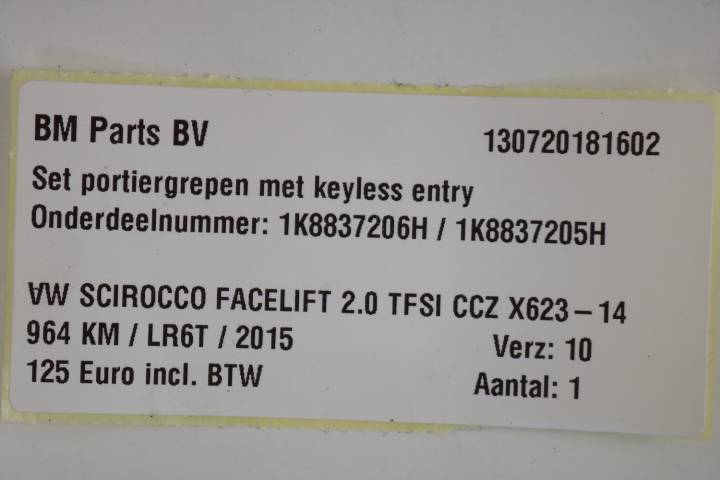 BM Parts BV 130720181602
Set portiergrepen met keyless entry
Onderdeelnummer: 1K8837206H / 1K8837205H
VW SCIROCCO FACELIFT 2.0 TFSI CCZ X623-14
964 KM / LR6T / 2015 Verz: 10
125 Euro incl. BTW Aantal: 1